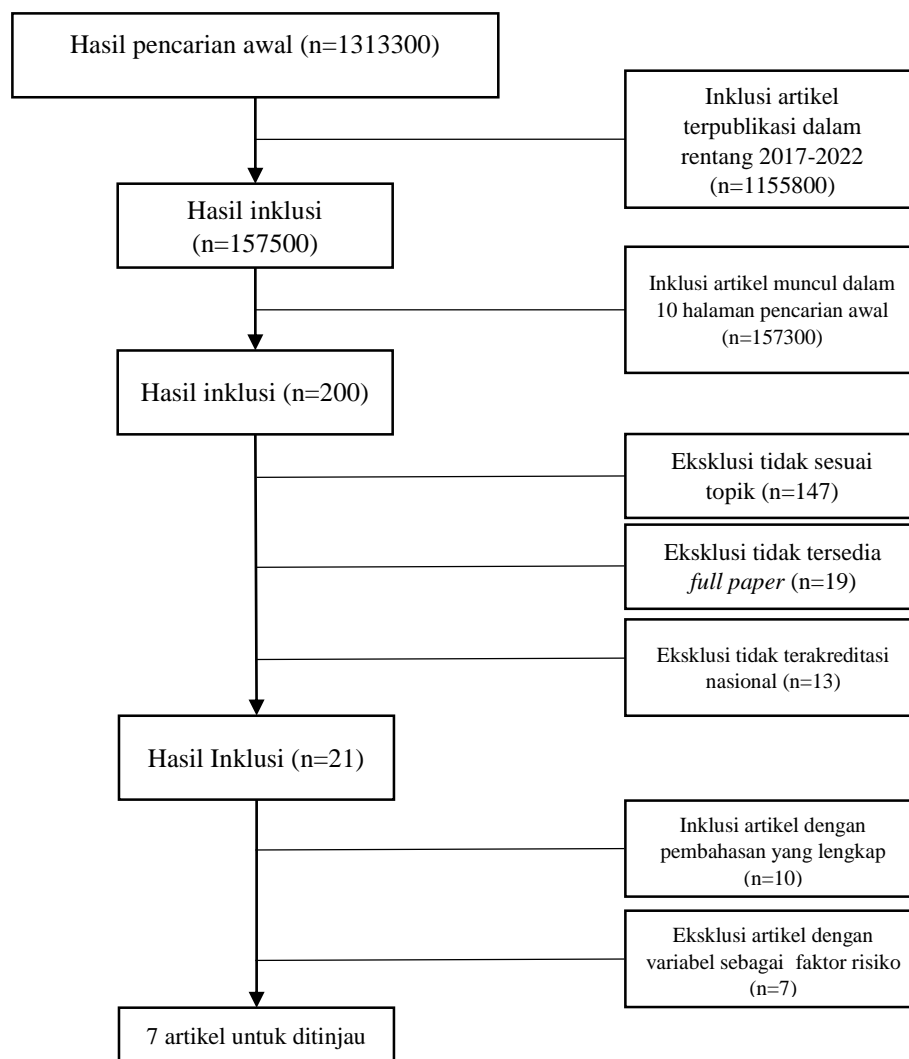 Hasil pencarian awal (n=1313300)
Inklusi artikel
terpublikasi dalam
rentang 2017-2022
(n=1155800)
Hasil inklusi
(n=157500)
Inklusi artikel muncul dalam
10 halaman pencarian awal
(n=157300)
Hasil inklusi (n=200)
Eksklusi tidak sesuai
topik (n=147)
Eksklusi tidak tersedia
full paper (n=19)
Eksklusi tidak terakreditasi
nasional (n=13)
Hasil Inklusi (n=21)
Inklusi artikel dengan
pembahasan yang lengkap
(n=10)
Eksklusi artikel dengan
variabel sebagai faktor risiko
(n=7)
7 artikel untuk ditinjau